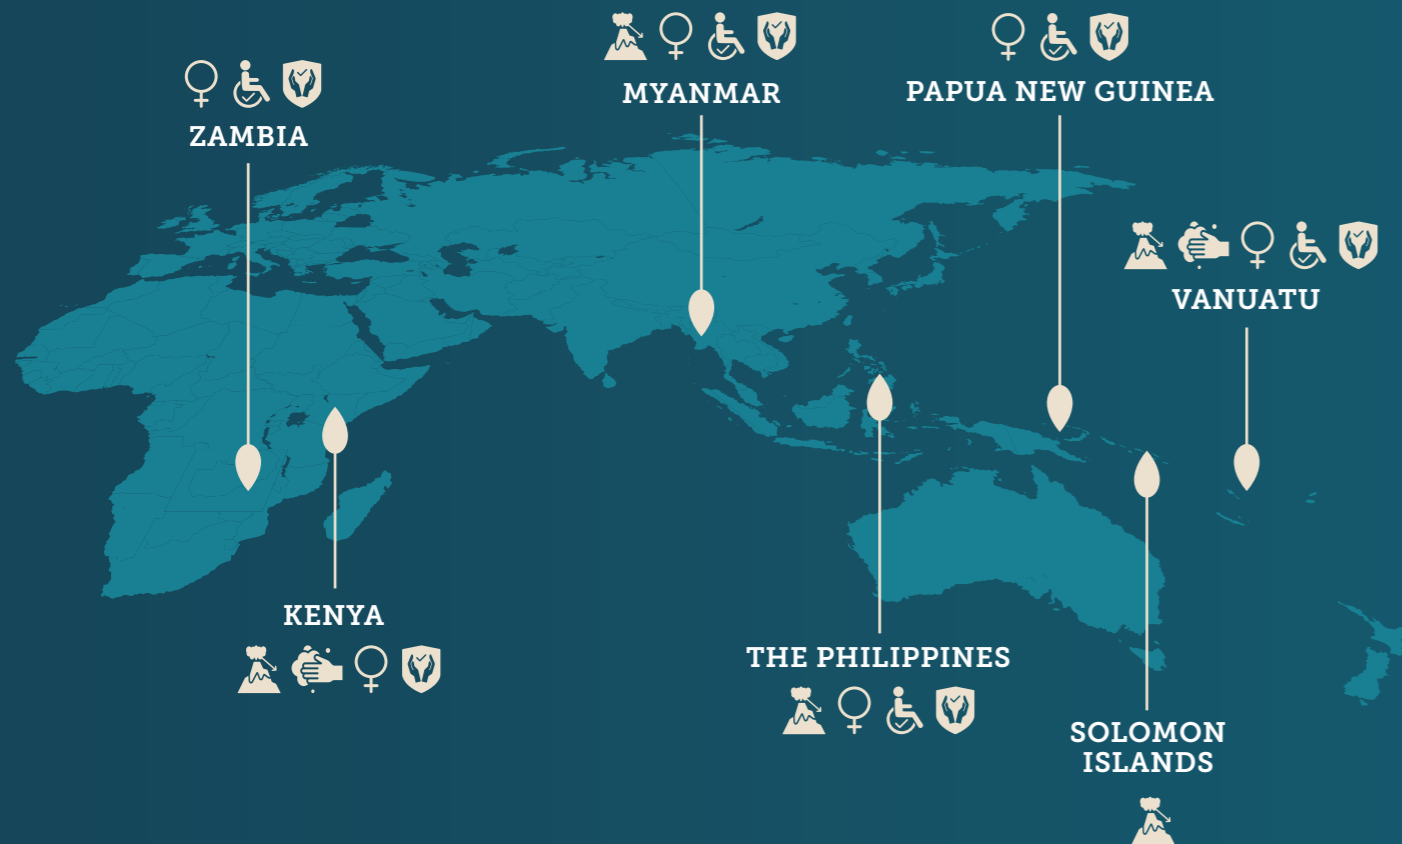 MYANMAR
PAPUA NEW GUINEA
ZAMBIA
VANUATU
KENYA
THE PHILIPPINES
SOLOMON
ISLANDS